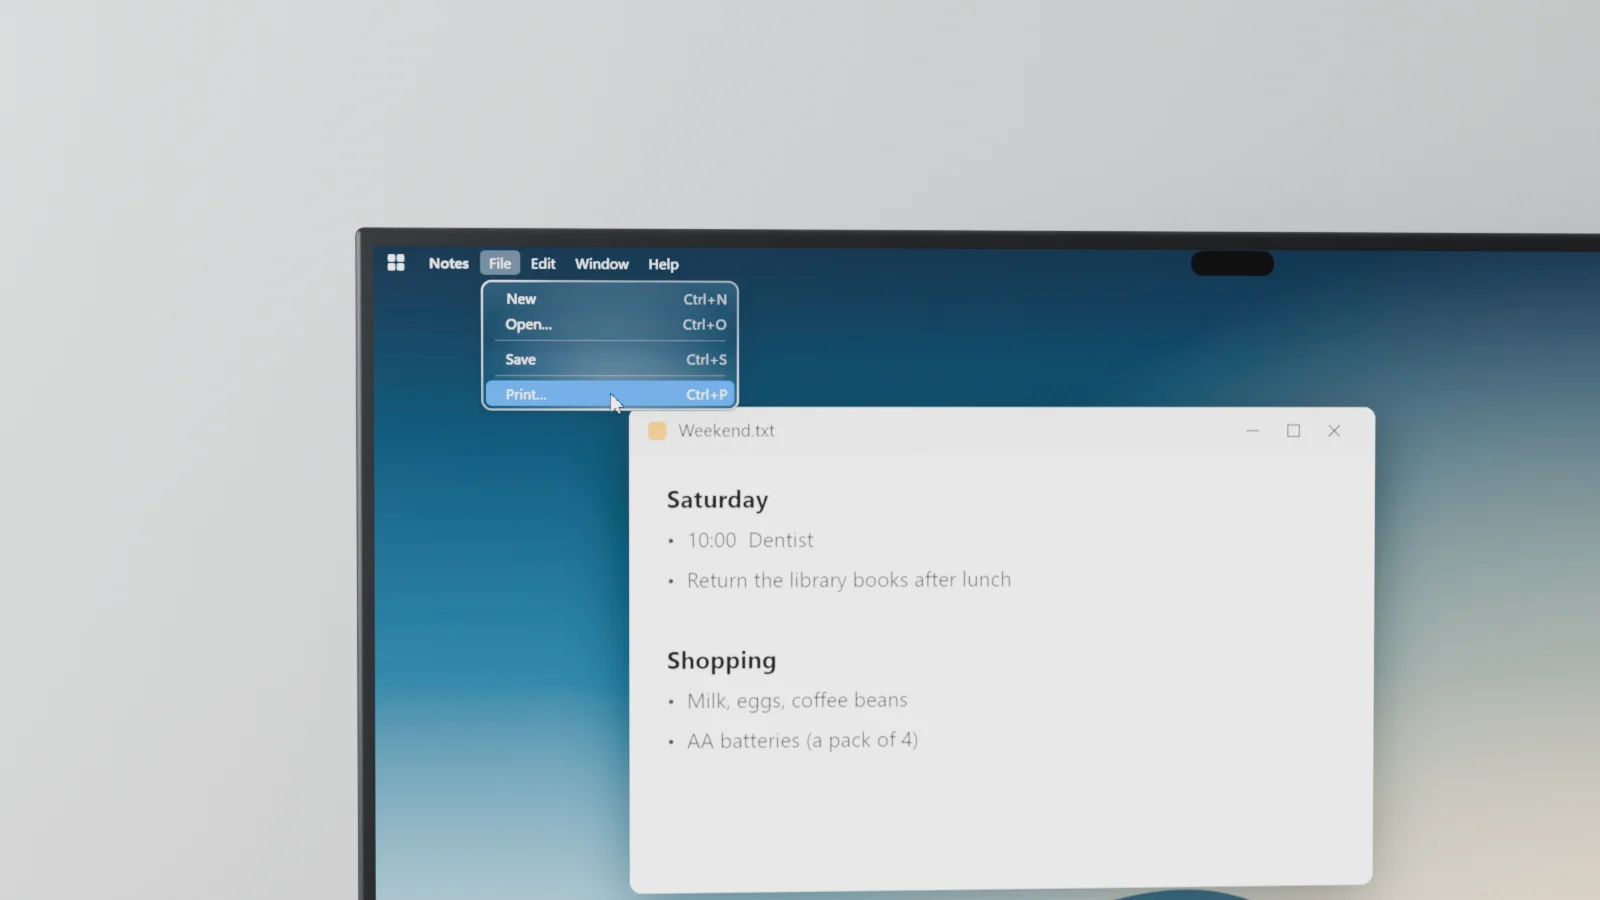 Notes File Edit Window Help
New Ctrl+N
Open... Ctrl+O
Save Ctrl+S
Print... Ctrl+P
Weekend.txt
Saturday
• 10:00 Dentist
• Return the library books after lunch
Shopping
• Milk, eggs, coffee beans
• AA batteries (a pack of 4)